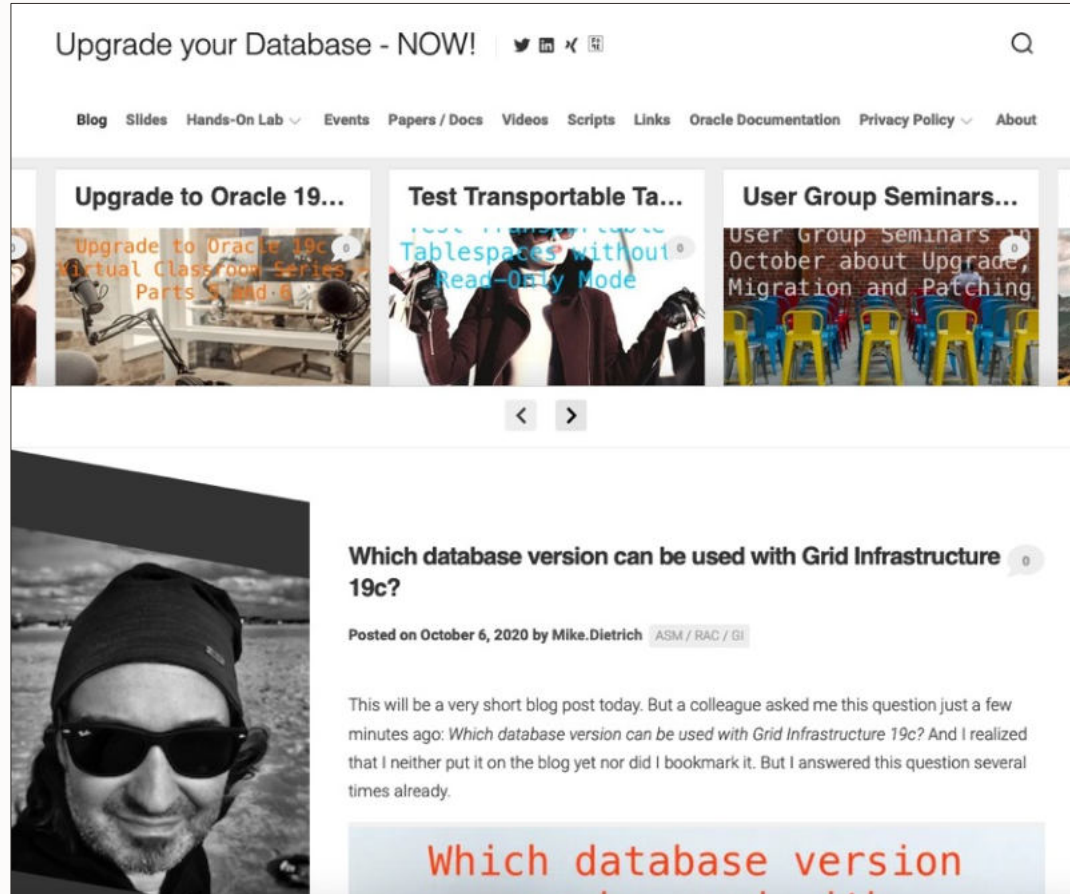 Upgrade your Database - NOW!
Blog Slides Hands-On Lab Events Papers / Docs Videos Scripts Links Oracle Documentation Privacy Policy About
Upgrade to Oracle 19...
0
Upgrade to Oracle 19c
Virtual Classroom Series -
Parts 5 and 6
Test Transportable Ta...
0
Test Transportable
Tablespaces without
Read-Only Mode
User Group Seminars...
0
User Group Seminars in
October about Upgrade,
Migration and Patching
Which database version can be used with Grid Infrastructure
19c?
0
Posted on October 6, 2020 by Mike.Dietrich ASM / RAC / GI
This will be a very short blog post today. But a colleague asked me this question just a few
minutes ago: Which database version can be used with Grid Infrastructure 19c? And I realized
that I neither put it on the blog yet nor did I bookmark it. But I answered this question several
times already.
Which database version